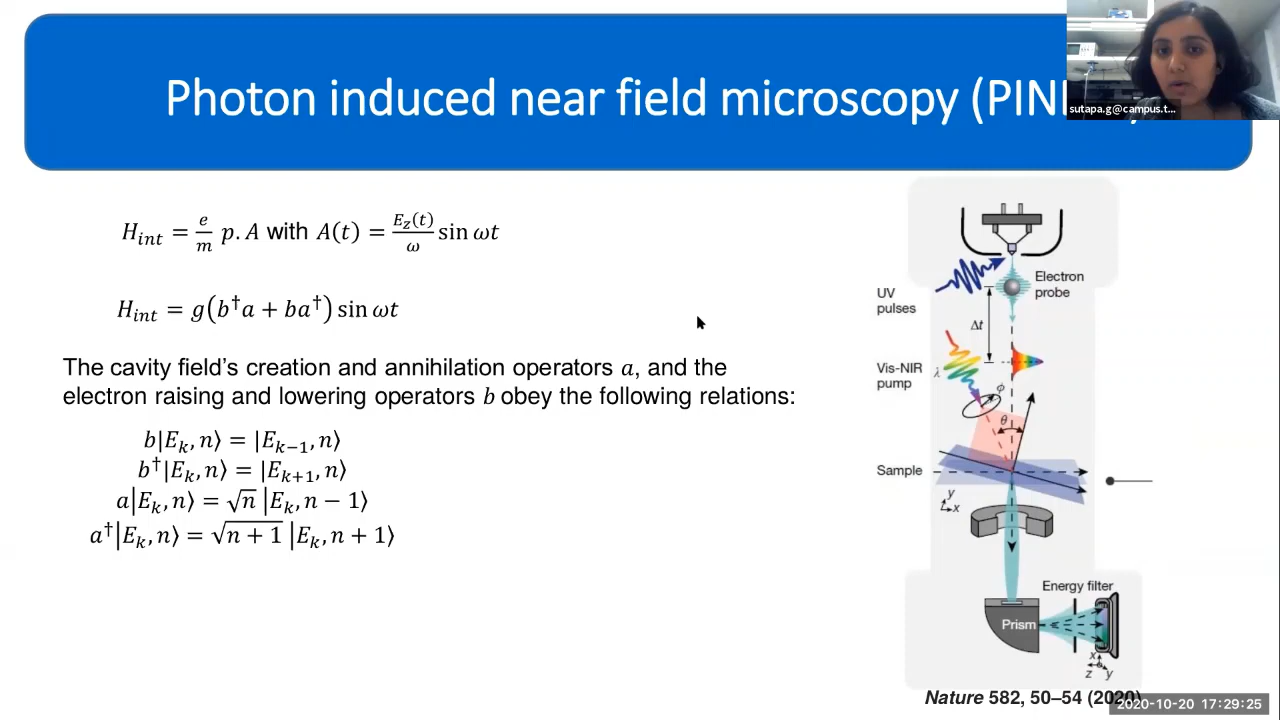 Photon induced near field microscopy (PIN
sutapa.g@campus.t...
H_int = e/m p. A with A(t) = E_z(t)/ω sin ωt
H_int = g(b†a + ba†) sin ωt
The cavity field's creation and annihilation operators a, and the
electron raising and lowering operators b obey the following relations:
b|E_k, n⟩ = |E_{k−1}, n⟩
b†|E_k, n⟩ = |E_{k+1}, n⟩
a|E_k, n⟩ = √n |E_k, n − 1⟩
a†|E_k, n⟩ = √(n + 1) |E_k, n + 1⟩
UV
pulses
Electron
probe
Δt
Vis-NIR
pump
λ
ϕ
θ
Sample
y
x
Energy filter
Prism
x
z
y
Nature 582, 50–54 (2020)
2020-10-20 17:29:25